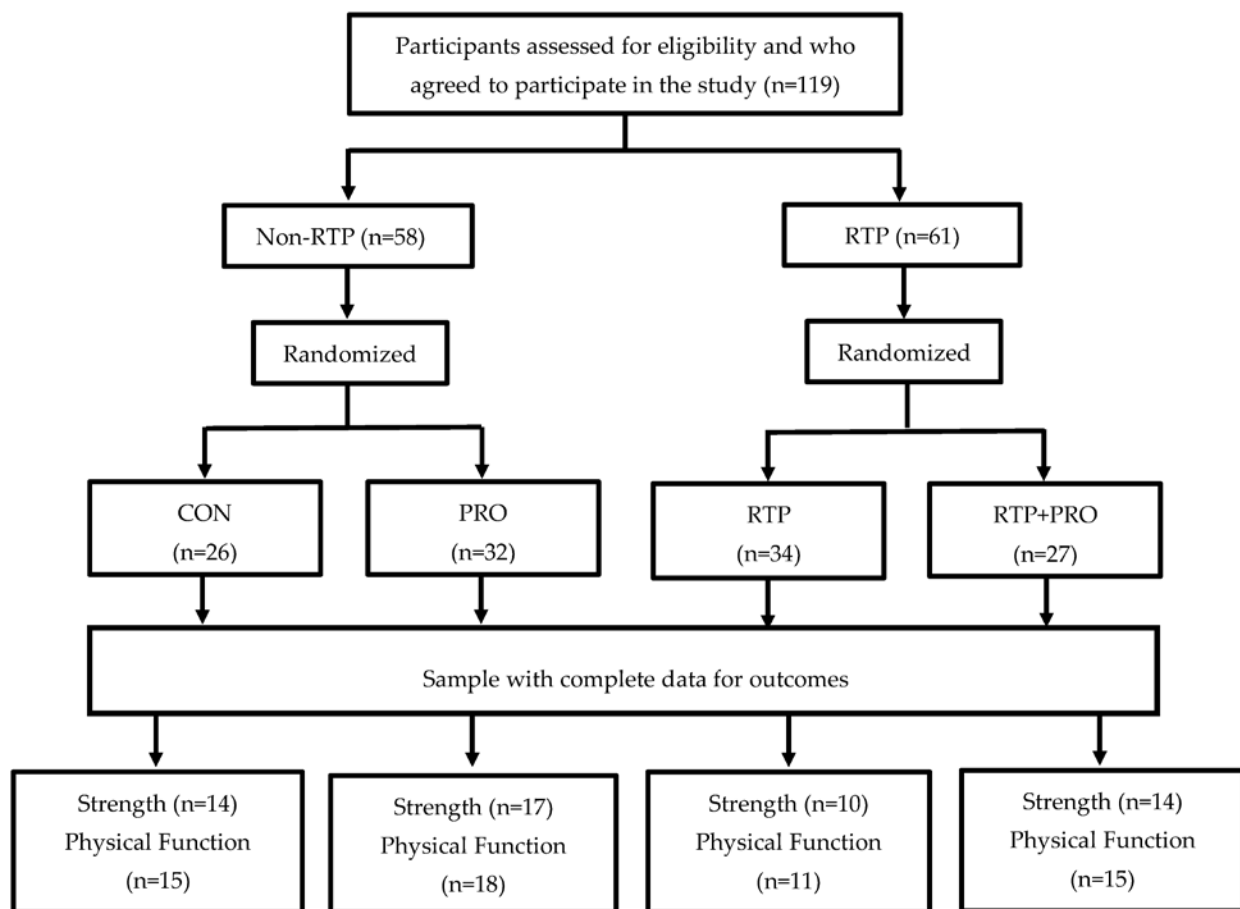 Participants assessed for eligibility and who
agreed to participate in the study (n=119)
Non-RTP (n=58)
RTP (n=61)
Randomized
Randomized
CON
(n=26)
PRO
(n=32)
RTP
(n=34)
RTP+PRO
(n=27)
Sample with complete data for outcomes
Strength (n=14)
Physical Function
(n=15)
Strength (n=17)
Physical Function
(n=18)
Strength (n=10)
Physical Function
(n=11)
Strength (n=14)
Physical Function
(n=15)